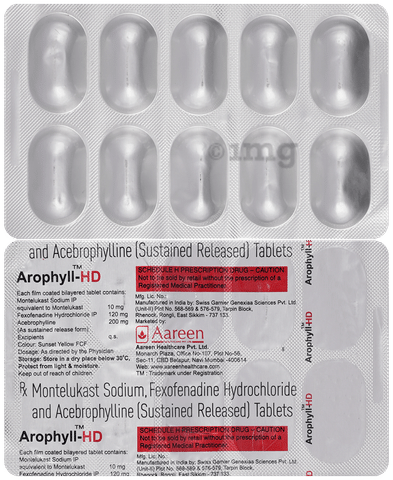 1mg
and Acebrophylline (Sustained Released) Tablets
Arophyll-HD™
Each film coated bilayered tablet contains:
Montelukast Sodium IP
equivalent to Montelukast 10 mg
Fexofenadine Hydrochloride IP 120 mg
Acebrophylline 200 mg
(As sustained release form)
Excipients q.s.
Colour: Sunset Yellow FCF
Dosage: As directed by the Physician
Storage: Store in a dry place below 30°C,
Protect from light & moisture.
Keep out of reach of children.
SCHEDULE H PRESCRIPTION DRUG – CAUTION
Not to be sold by retail without the prescription of a
Registered Medical Practitioner.
Mfg. Lic. No.:
Manufactured in India by: Swiss Garnier Genexiaa Sciences Pvt. Ltd.
(Unit-II) Plot No. 568-569 & 576-579, Tarpin Block,
Rhenock, Rongli, East Sikkim - 737 133.
Marketed by:
Aareen
Aareen Healthcare Pvt. Ltd.
Monarch Plaza, Office No-107, Plot No-56,
Sec-11, CBD Belapur, Navi Mumbai -400614
Web: www.aareenhealthcare.com
TM : Trademark under Registration
Arophyll-HD™
Rx Montelukast Sodium, Fexofenadine Hydrochloride
and Acebrophylline (Sustained Released) Tablets
Arophyll-HD™
Each film coated bilayered tablet contains:
Montelukast Sodium IP
equivalent to Montelukast 10 mg
Fexofenadine Hydrochloride IP 120 mg
SCHEDULE H PRESCRIPTION DRUG – CAUTION
Not to be sold by retail without the prescription of a
Registered Medical Practitioner.
Mfg. Lic. No.:
Manufactured in India by: Swiss Garnier Genexiaa Sciences Pvt. Ltd.
(Unit-II) Plot No. 568-569 & 576-579, Tarpin Block,
Rhenock, Rongli, East Sikkim - 737 133.
Arophyll-HD™